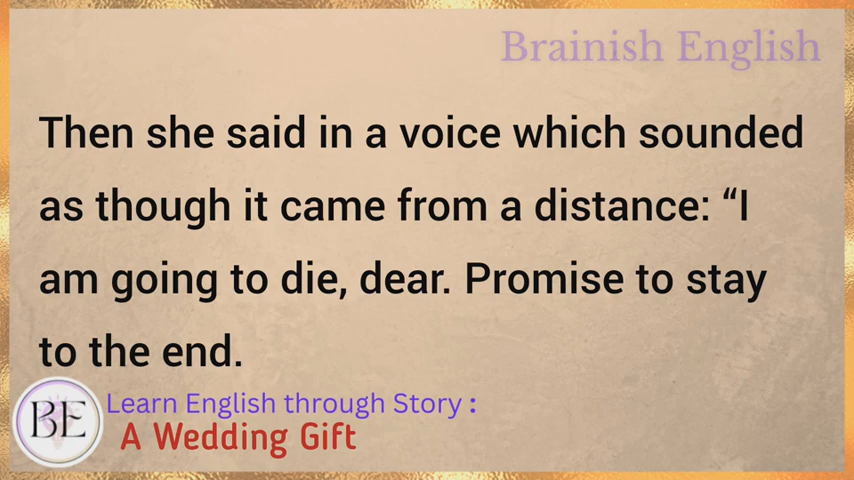 Brainish English
Then she said in a voice which sounded
as though it came from a distance: “I
am going to die, dear. Promise to stay
to the end.
BE
Learn English through Story :
A Wedding Gift